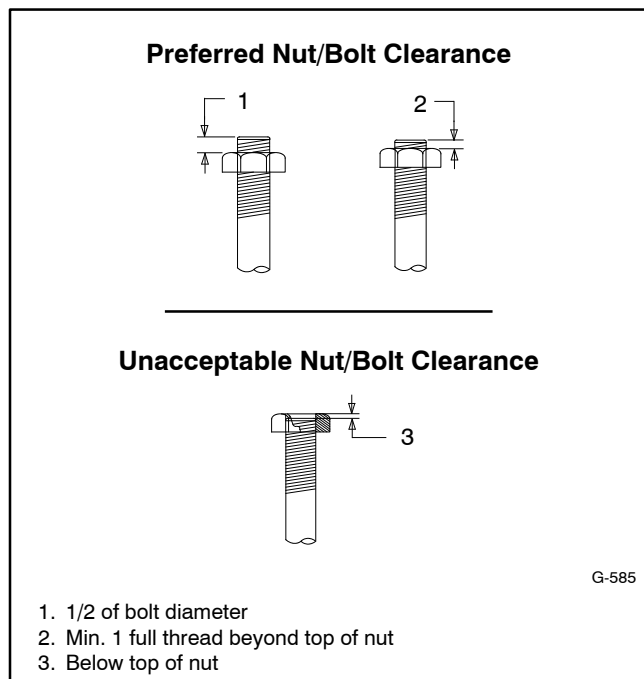 Preferred Nut/Bolt Clearance
1
2
Unacceptable Nut/Bolt Clearance
3
G-585
1. 1/2 of bolt diameter
2. Min. 1 full thread beyond top of nut
3. Below top of nut